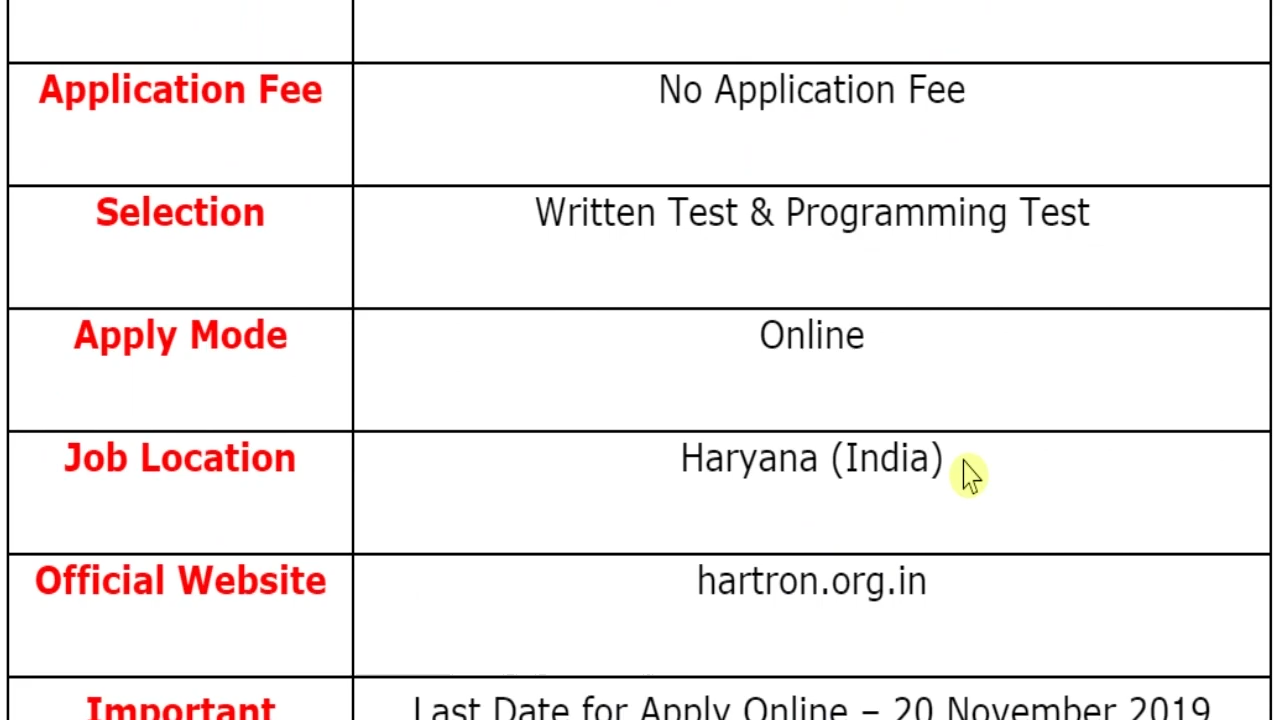 Application Fee No Application Fee
Selection Written Test & Programming Test
Apply Mode Online
Job Location Haryana (India)
Official Website hartron.org.in
Important Last Date for Apply Online – 20 November 2019